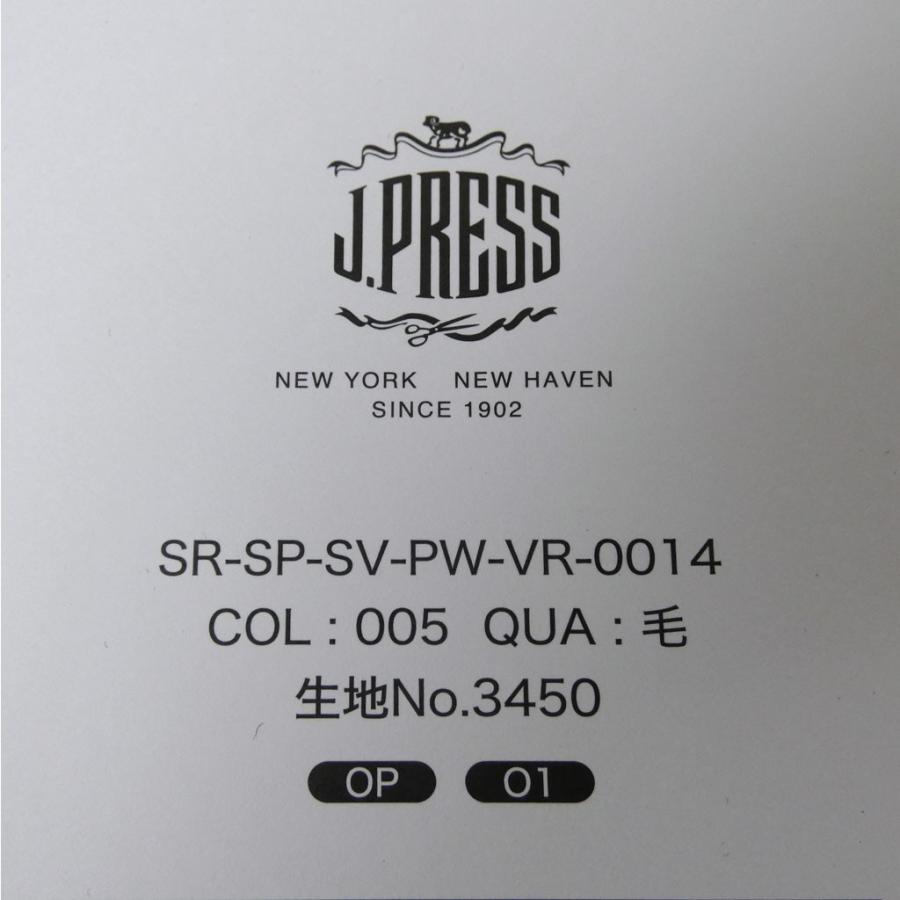 J.PRESS
NEW YORK NEW HAVEN
SINCE 1902
SR-SP-SV-PW-VR-0014
COL : 005 QUA : 毛
生地No.3450
OP 01